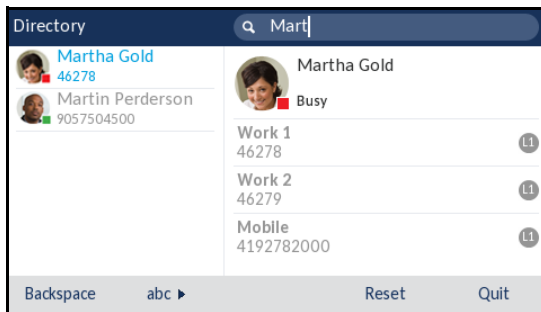 Directory
Mart
Martha Gold
46278
Martin Perderson
9057504500
Martha Gold
Busy
Work 1
46278
L1
Work 2
46279
L1
Mobile
4192782000
L1
Backspace abc Reset Quit